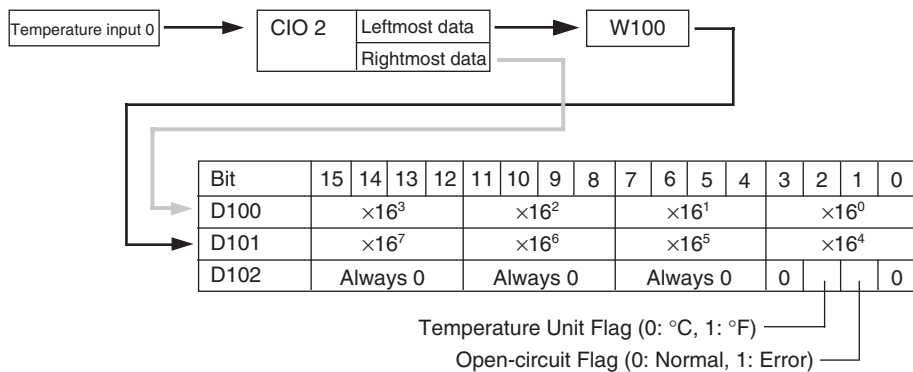 Temperature input 0
CIO 2
Leftmost data
Rightmost data
W100
Bit 15 14 13 12 11 10 9 8 7 6 5 4 3 2 1 0
D100 ×16³ ×16² ×16¹ ×16⁰
D101 ×16⁷ ×16⁶ ×16⁵ ×16⁴
D102 Always 0 Always 0 Always 0 0 0
Temperature Unit Flag (0: °C, 1: °F)
Open-circuit Flag (0: Normal, 1: Error)